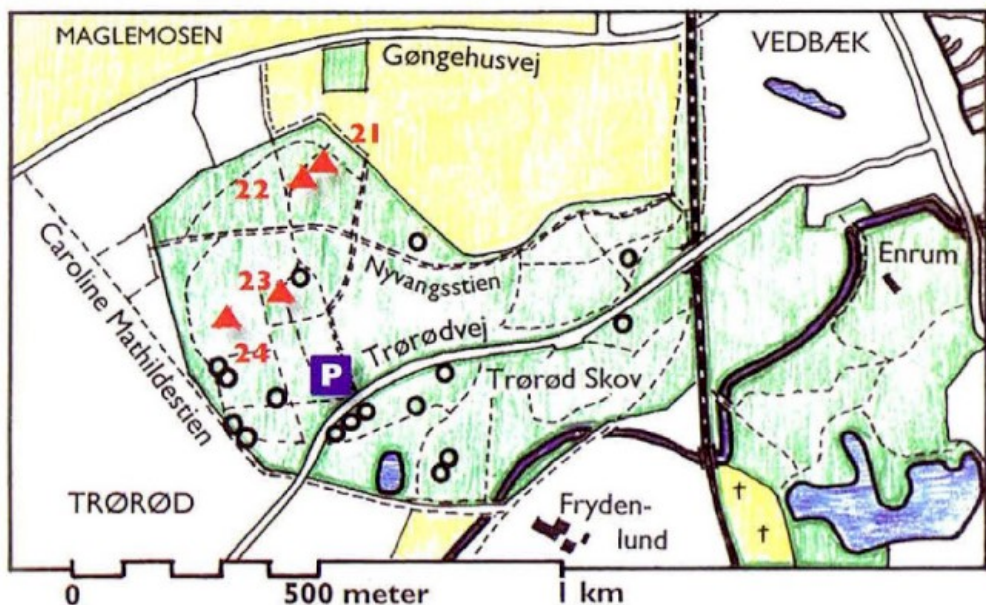 MAGLEMOSEN
Gøngehusvej
VEDBÆK
21
22
Caroline Mathildestien
Nyvangsstien
Enrum
23
Trørødvej
24
P
Trørød Skov
TRØRØD
Fryden-
lund
0
500 meter
1 km